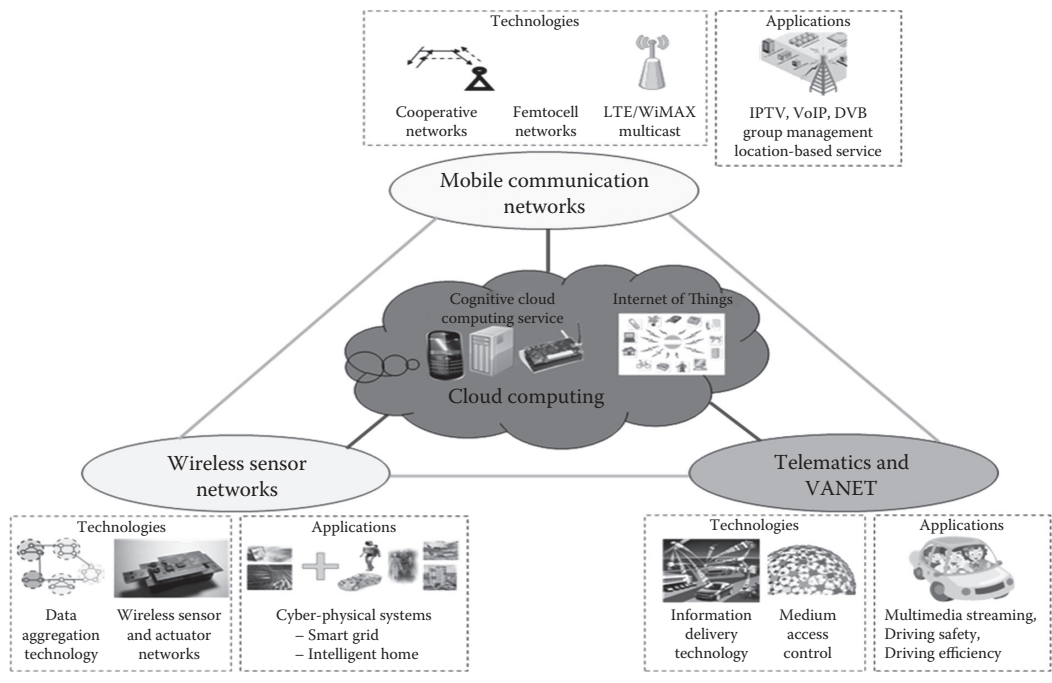 Technologies
Cooperative
networks
Femtocell
networks
LTE/WiMAX
multicast
Applications
IPTV, VoIP, DVB
group management
location-based service
Mobile communication
networks
Cognitive cloud
computing service
Internet of Things
Cloud computing
Wireless sensor
networks
Telematics and
VANET
Technologies
Data
aggregation
technology
Wireless sensor
and actuator
networks
Applications
Cyber-physical systems
– Smart grid
– Intelligent home
Technologies
Information
delivery
technology
Medium
access
control
Applications
Multimedia streaming,
Driving safety,
Driving efficiency